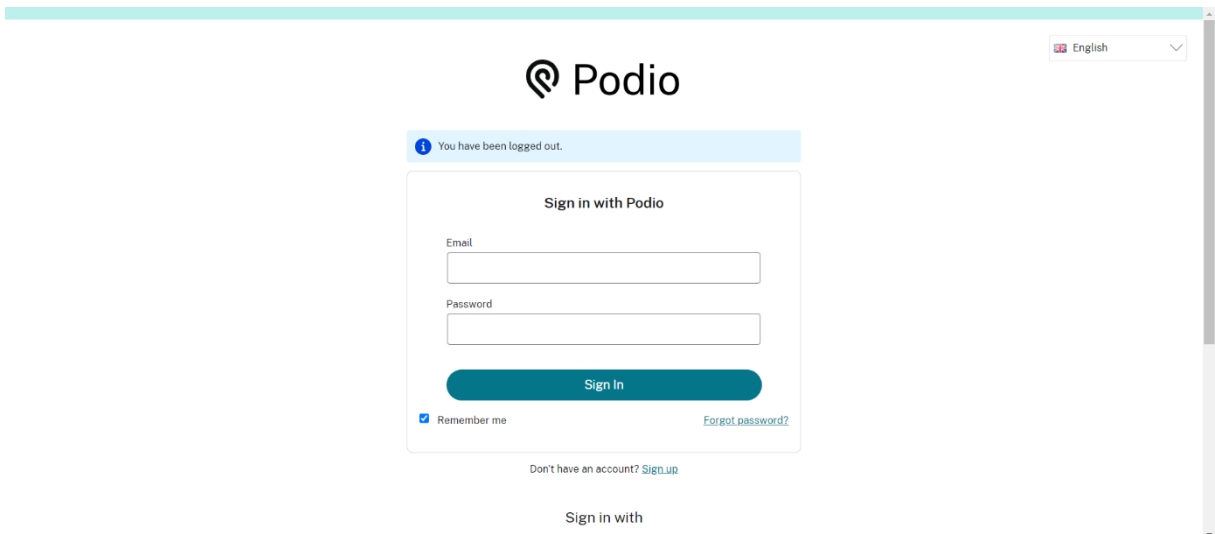 English
Podio
You have been logged out.
Sign in with Podio
Email
Password
Sign In
Remember me
Forgot password?
Don't have an account? Sign up
Sign in with